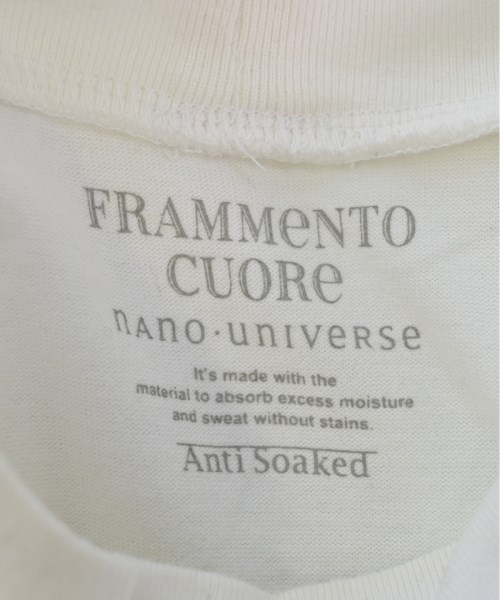 FRAMMeNTO
CUORe
nANO·UNIVeRSe
It's made with the
material to absorb excess moisture
and sweat without stains.
Anti Soaked